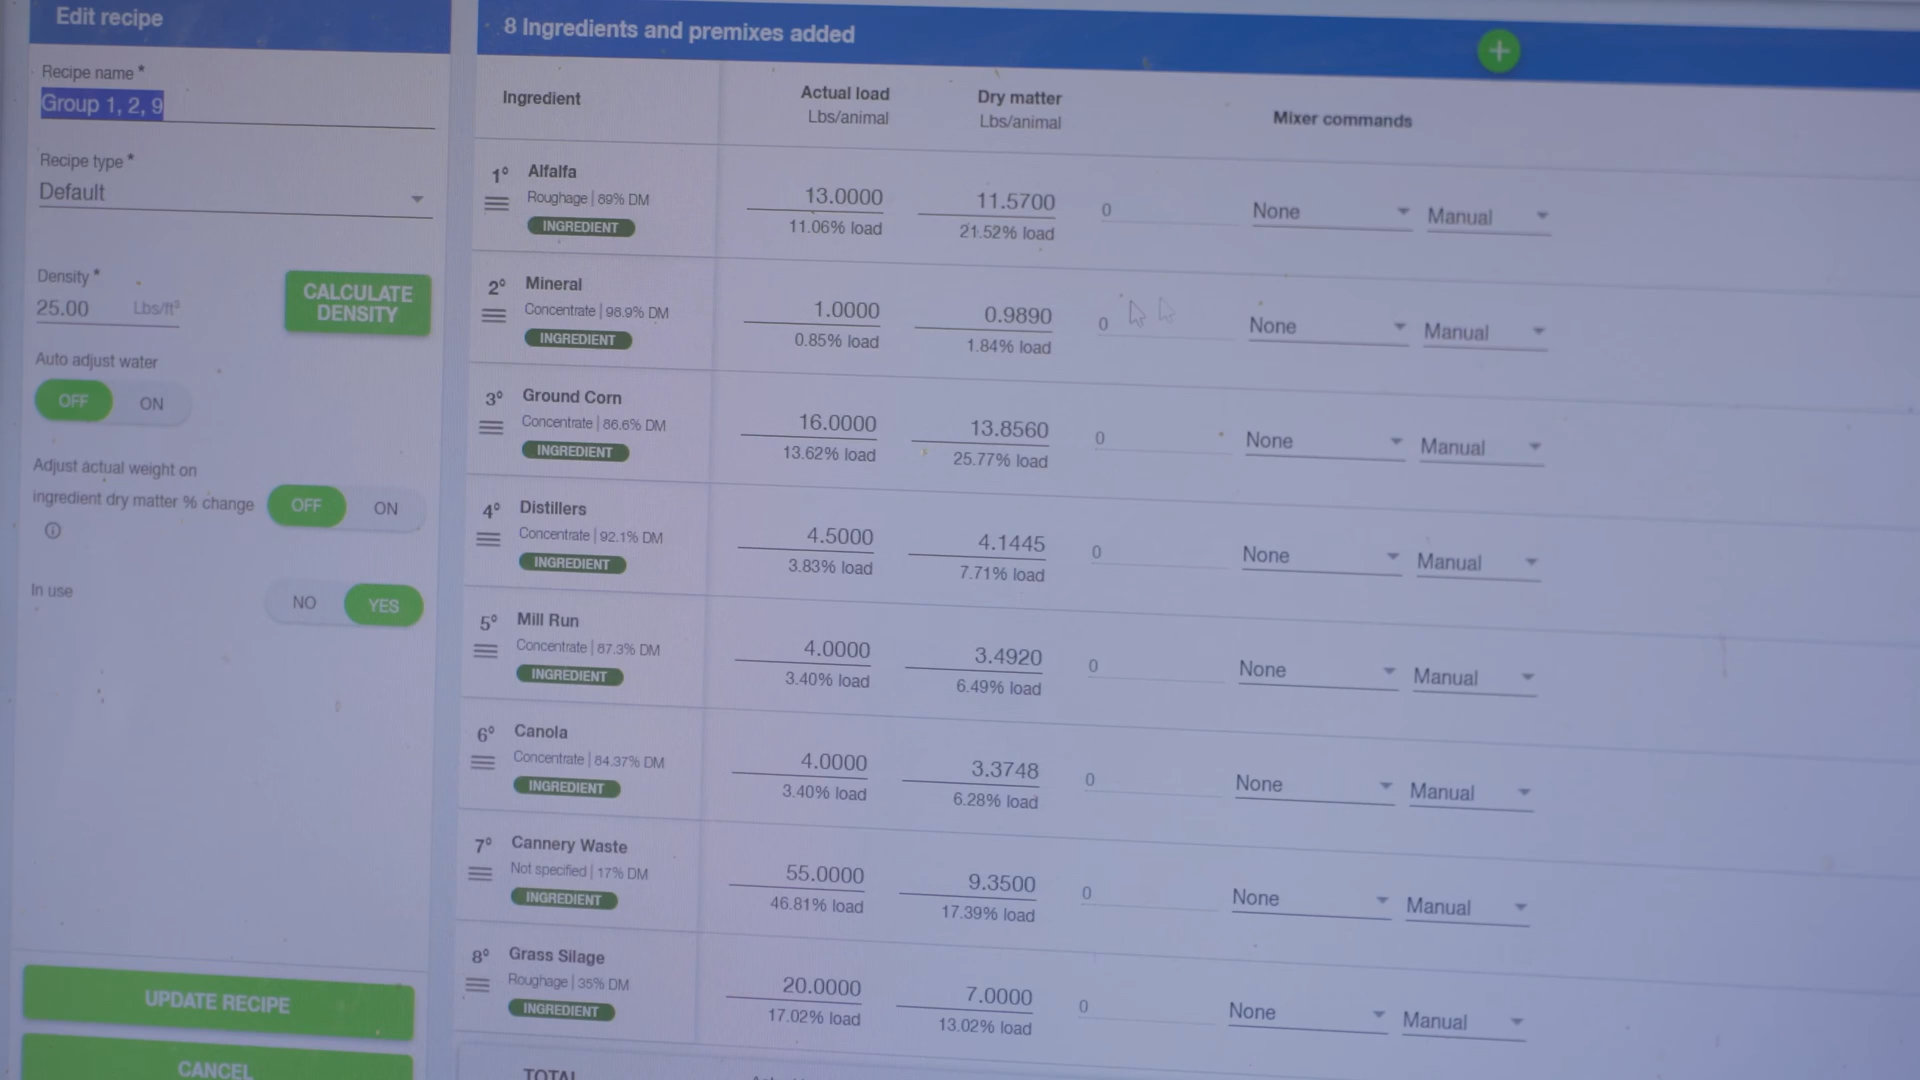 Edit recipe
Recipe name *
Group 1, 2, 9
Recipe type *
Default
Density *
25.00 Lbs/ft³
CALCULATE
DENSITY
Auto adjust water
OFF ON
Adjust actual weight on
ingredient dry matter % change
OFF ON
In use
NO YES
UPDATE RECIPE
CANCEL
8 Ingredients and premixes added
+
Ingredient
Actual load
Lbs/animal
Dry matter
Lbs/animal
Mixer commands
1º Alfalfa
Roughage | 89% DM
INGREDIENT
13.0000
11.06% load
11.5700
21.52% load
0 None Manual
2º Mineral
Concentrate | 98.9% DM
INGREDIENT
1.0000
0.85% load
0.9890
1.84% load
0 None Manual
3º Ground Corn
Concentrate | 86.6% DM
INGREDIENT
16.0000
13.62% load
13.8560
25.77% load
0 None Manual
4º Distillers
Concentrate | 92.1% DM
INGREDIENT
4.5000
3.83% load
4.1445
7.71% load
0 None Manual
5º Mill Run
Concentrate | 87.3% DM
INGREDIENT
4.0000
3.40% load
3.4920
6.49% load
0 None Manual
6º Canola
Concentrate | 84.37% DM
INGREDIENT
4.0000
3.40% load
3.3748
6.28% load
0 None Manual
7º Cannery Waste
Not specified | 17% DM
INGREDIENT
55.0000
46.81% load
9.3500
17.39% load
0 None Manual
8º Grass Silage
Roughage | 35% DM
INGREDIENT
20.0000
17.02% load
7.0000
13.02% load
0 None Manual
TOTAL